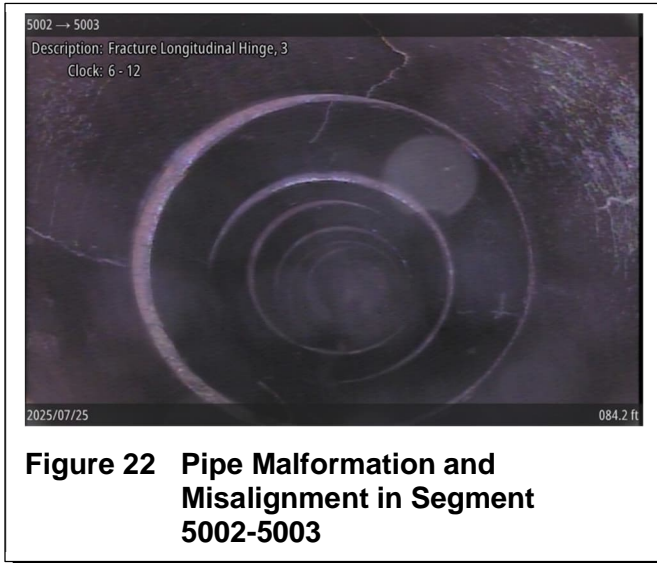 5002 → 5003
Description: Fracture Longitudinal Hinge, 3
Clock: 6 - 12
2025/07/25
084.2 ft
Figure 22 Pipe Malformation and
Misalignment in Segment
5002-5003